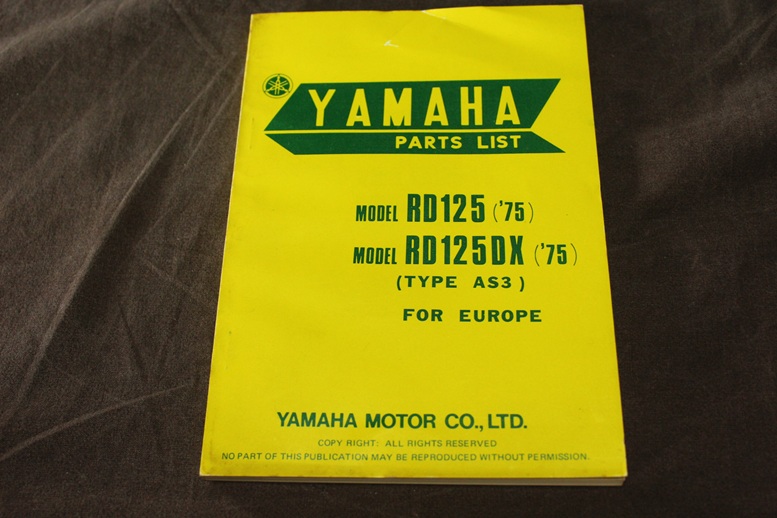 YAMAHA
PARTS LIST
MODEL RD125 ('75)
MODEL RD125DX ('75)
(TYPE AS3)
FOR EUROPE
YAMAHA MOTOR CO., LTD.
COPY RIGHT: ALL RIGHTS RESERVED
NO PART OF THIS PUBLICATION MAY BE REPRODUCED WITHOUT PERMISSION.